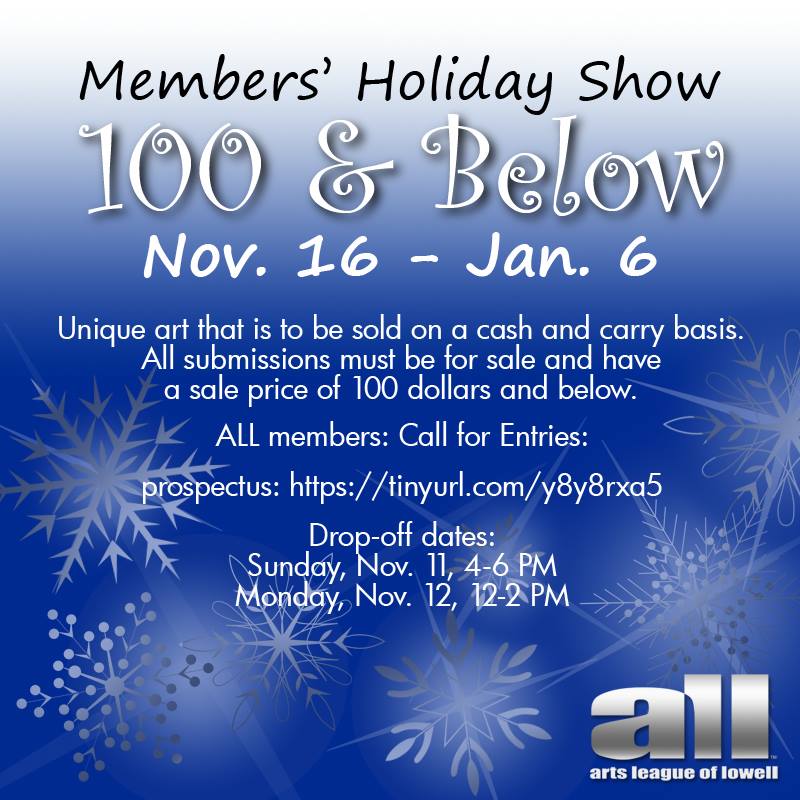 Members' Holiday Show
100 & Below
Nov. 16 - Jan. 6
Unique art that is to be sold on a cash and carry basis.
All submissions must be for sale and have
a sale price of 100 dollars and below.
ALL members: Call for Entries:
prospectus: https://tinyurl.com/y8y8rxa5
Drop-off dates:
Sunday, Nov. 11, 4-6 PM
Monday, Nov. 12, 12-2 PM
all
arts league of lowell